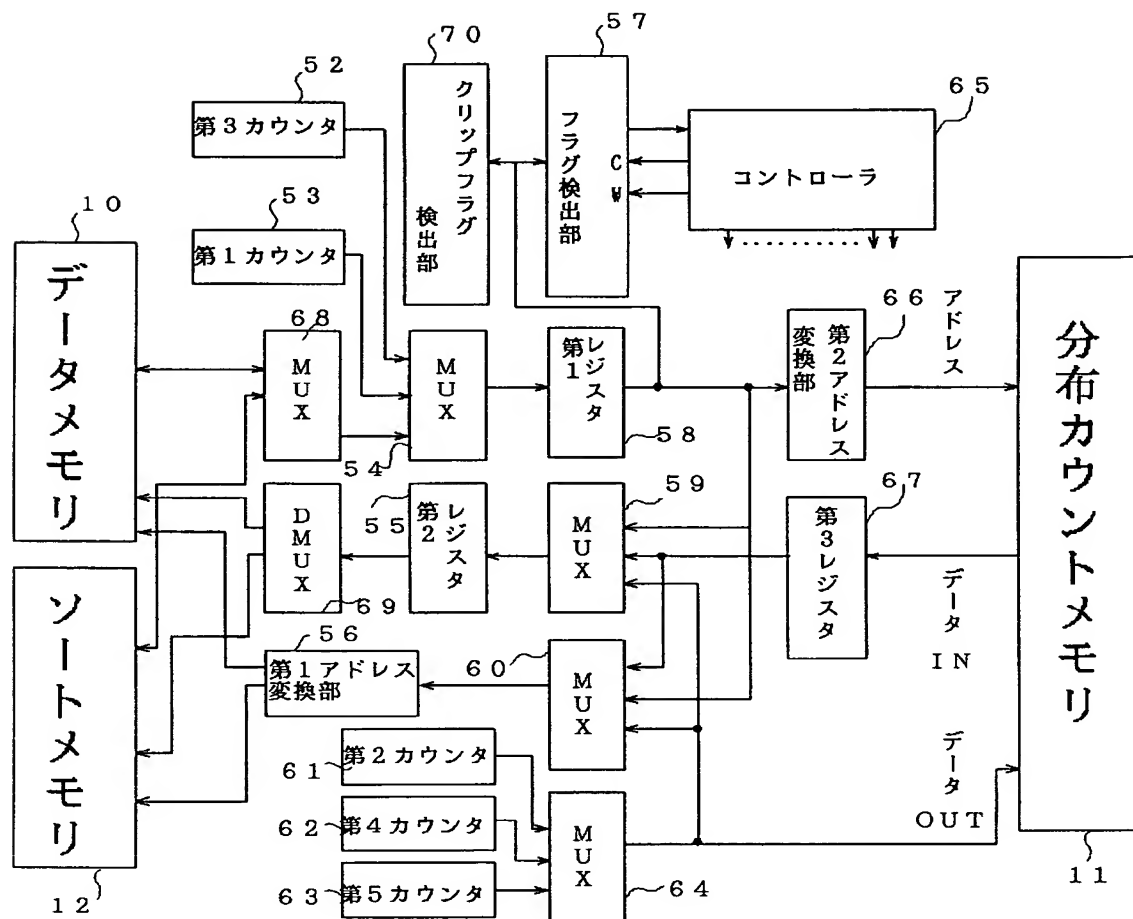 70
57
52
第3カウンタ
クリップフラグ
検出部
フラグ検出部
C
W
コントローラ
65
53
第1カウンタ
10
データメモリ
68
MUX
MUX
54
第1
レジスタ
58
66
第2アドレス
変換部
アドレス
分布カウントメモリ
11
DMUX
69
55
第2
レジスタ
59
MUX
67
第3レジスタ
データ
IN
ソートメモリ
12
56
第1アドレス
変換部
60
MUX
データ
OUT
61
第2カウンタ
62
第4カウンタ
63
第5カウンタ
MUX
64